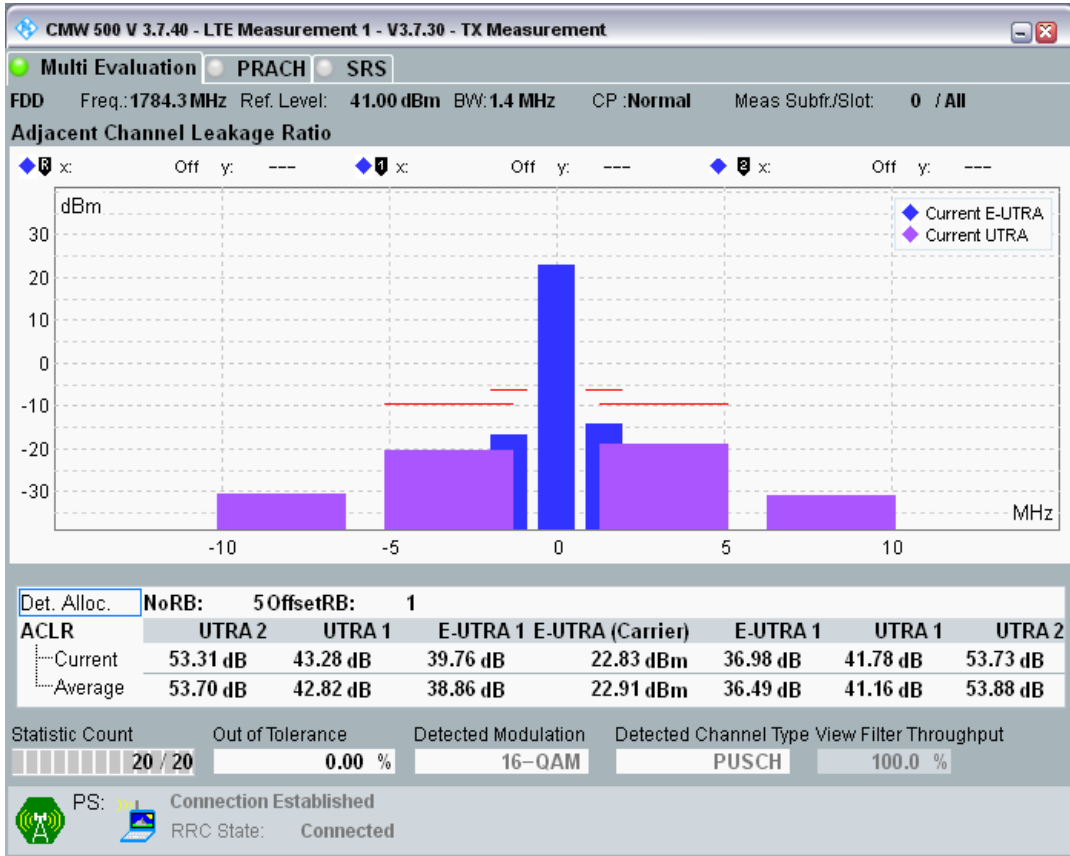 CMW 500 V 3.7.40 - LTE Measurement 1 - V3.7.30 - TX Measurement
Multi Evaluation PRACH SRS
FDD Freq.:1784.3 MHz Ref. Level: 41.00 dBm BW:1.4 MHz CP :Normal Meas Subfr./Slot: 0 / All
Adjacent Channel Leakage Ratio
R x: Off y: --- 1 x: Off y: --- 2 x: Off y: ---
dBm
Current E-UTRA
Current UTRA
30
20
10
0
-10
-20
-30
MHz
-10 -5 0 5 10
Det. Alloc. NoRB: 5 OffsetRB: 1
ACLR UTRA 2 UTRA 1 E-UTRA 1 E-UTRA (Carrier) E-UTRA 1 UTRA 1 UTRA 2
Current 53.31 dB 43.28 dB 39.76 dB 22.83 dBm 36.98 dB 41.78 dB 53.73 dB
Average 53.70 dB 42.82 dB 38.86 dB 22.91 dBm 36.49 dB 41.16 dB 53.88 dB
Statistic Count Out of Tolerance Detected Modulation Detected Channel Type View Filter Throughput
20 / 20 0.00 % 16-QAM PUSCH 100.0 %
PS: Connection Established
RRC State: Connected